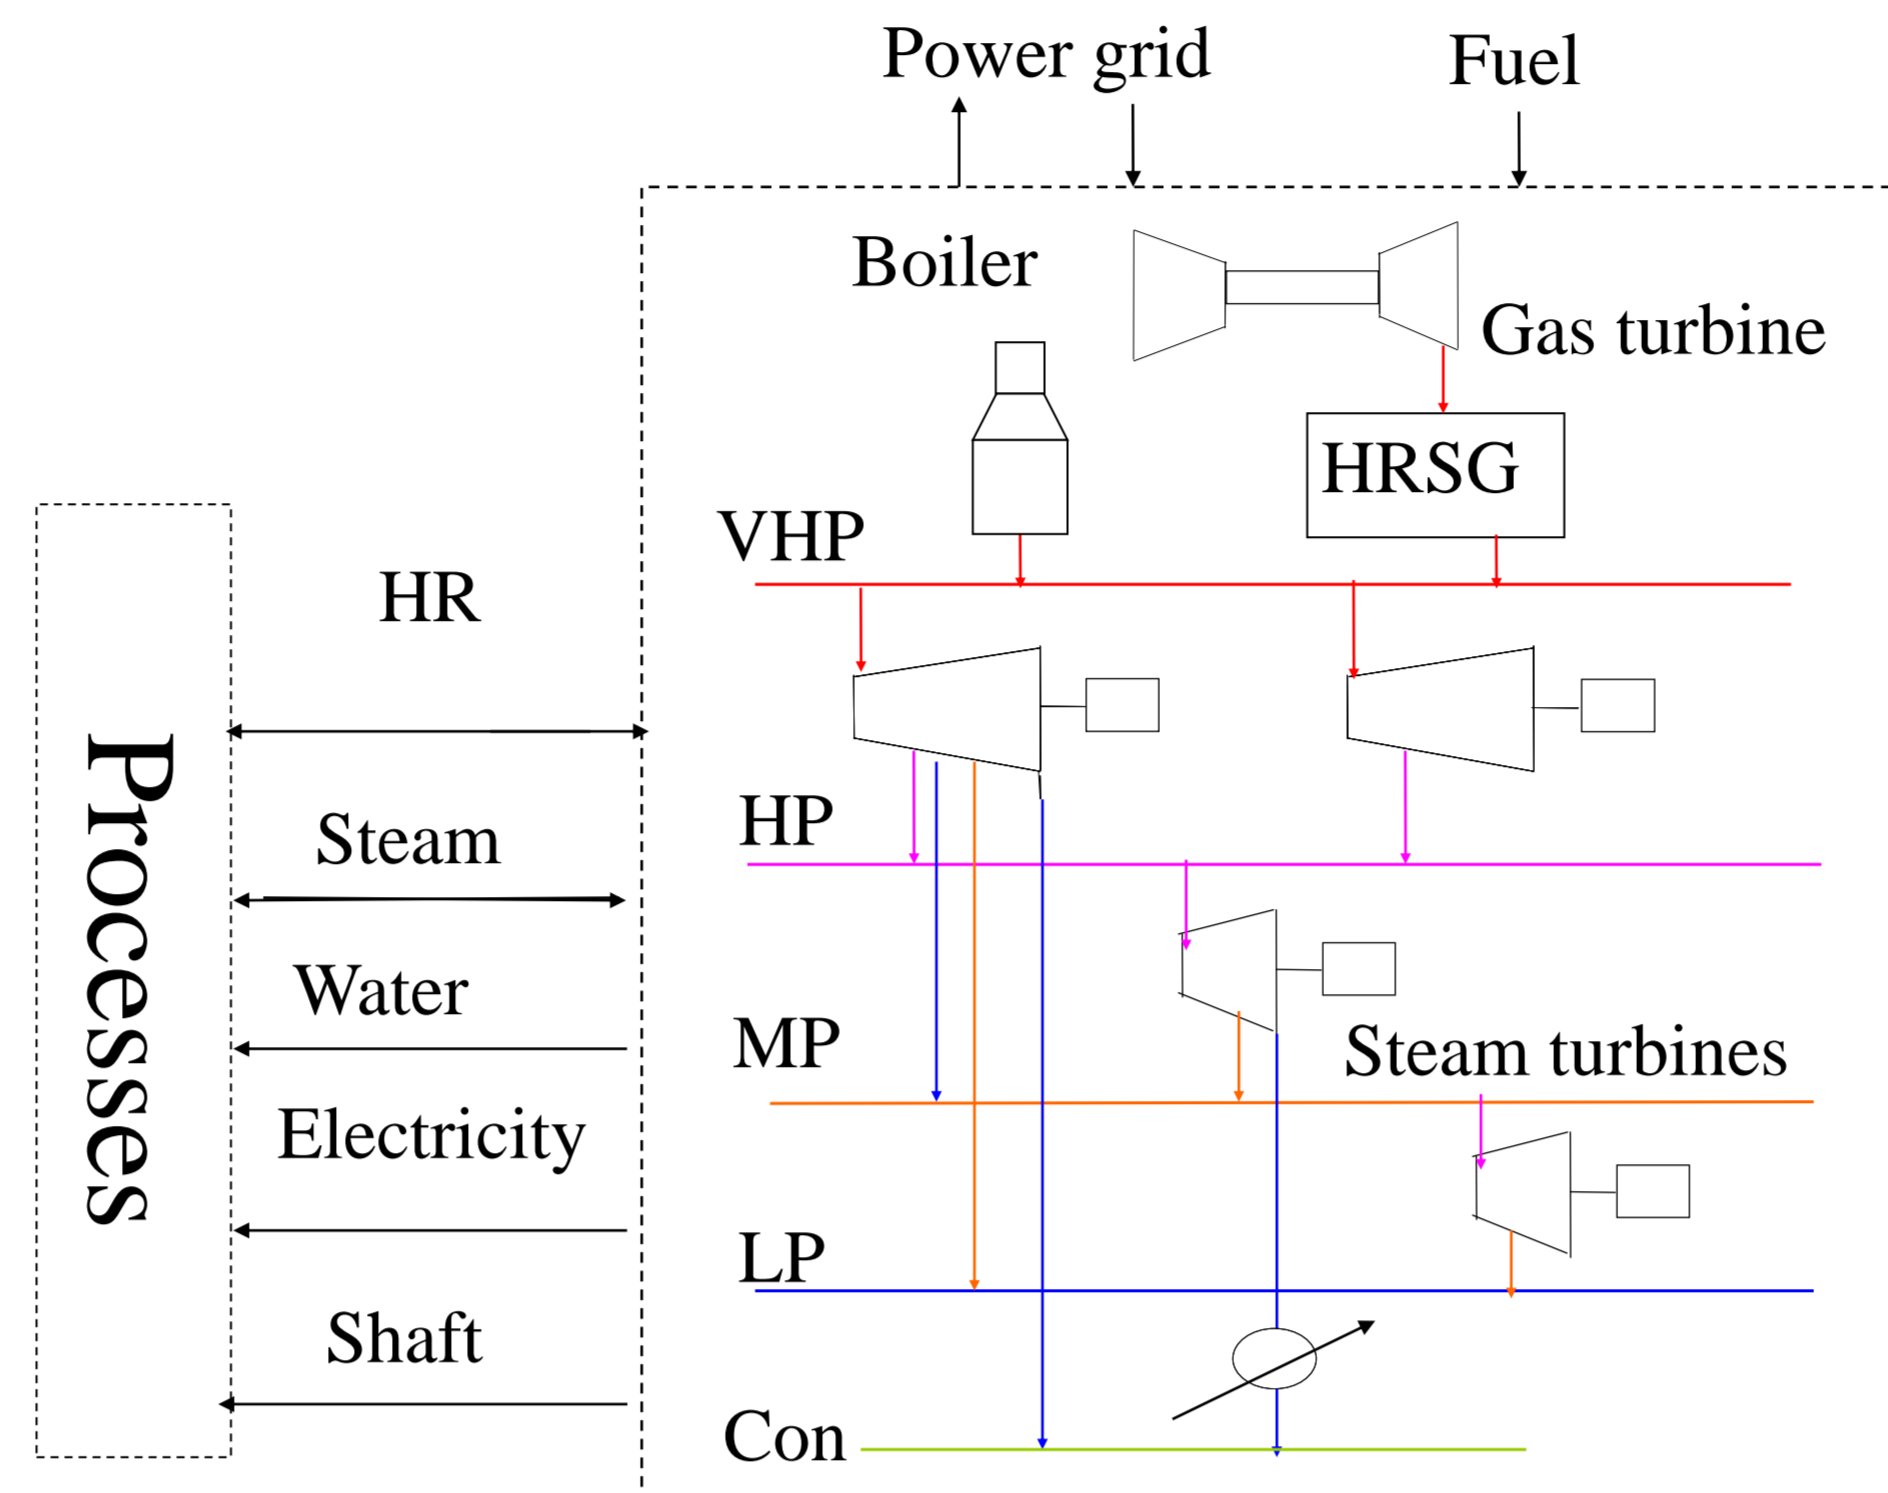 Power grid
Fuel
Boiler
Gas turbine
HRSG
VHP
HR
Processes
HP
Steam
Water
MP
Steam turbines
Electricity
LP
Shaft
Con